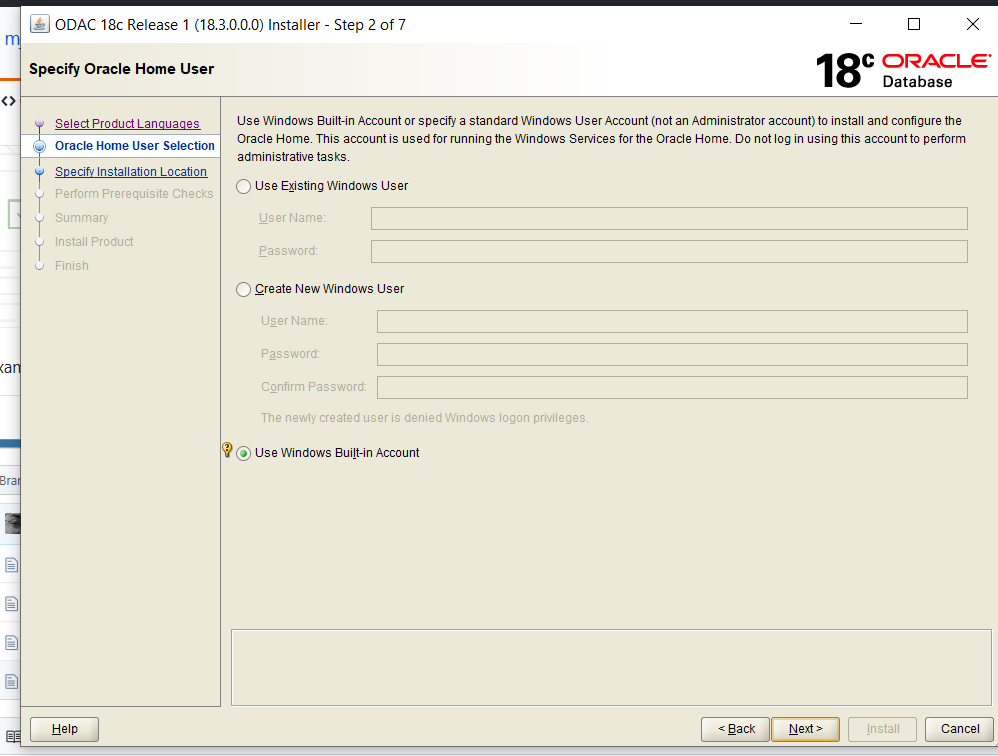 ODAC 18c Release 1 (18.3.0.0.0) Installer - Step 2 of 7
Specify Oracle Home User
18c ORACLE
Database
Select Product Languages
Oracle Home User Selection
Specify Installation Location
Perform Prerequisite Checks
Summary
Install Product
Finish
Use Windows Built-in Account or specify a standard Windows User Account (not an Administrator account) to install and configure the
Oracle Home. This account is used for running the Windows Services for the Oracle Home. Do not log in using this account to perform
administrative tasks.
Use Existing Windows User
User Name:
Password:
Create New Windows User
User Name:
Password:
Confirm Password:
The newly created user is denied Windows logon privileges.
Use Windows Built-in Account
Help
< Back
Next >
Install
Cancel